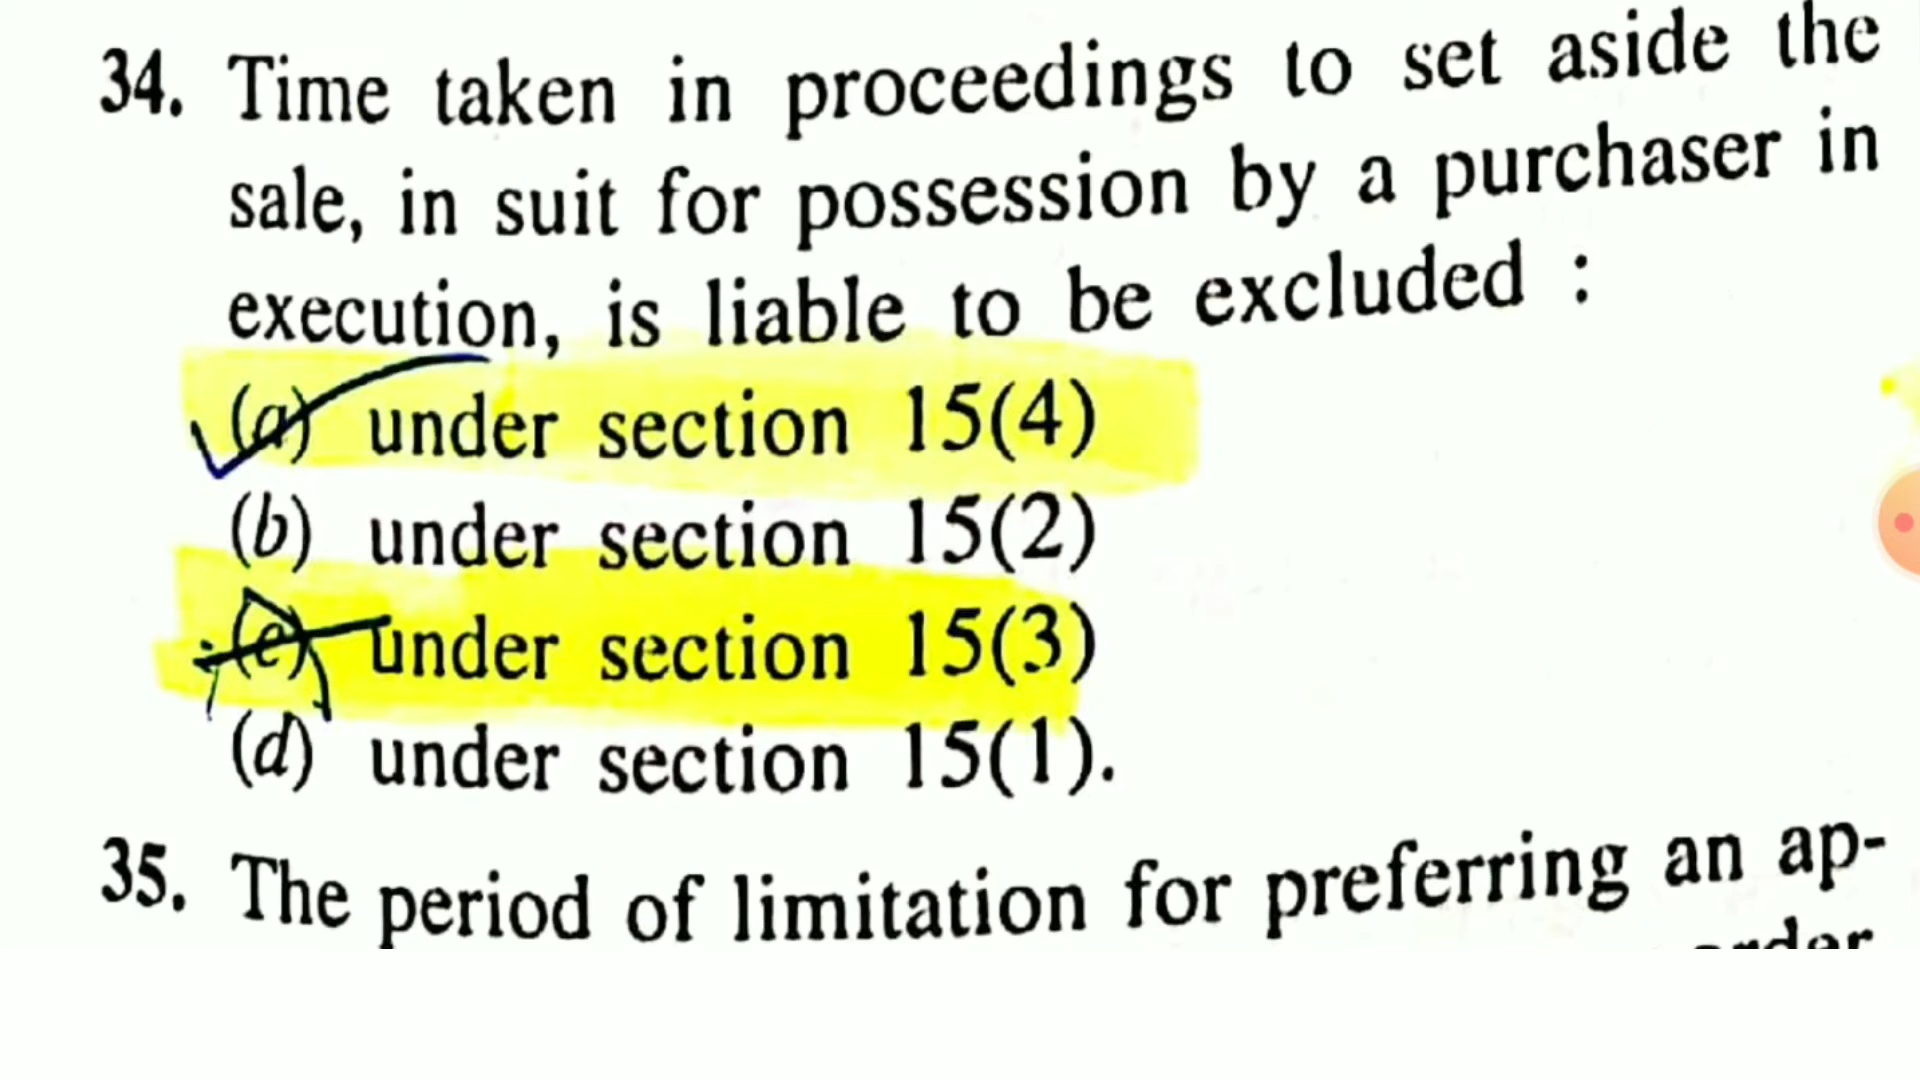 34. Time taken in proceedings to set aside the
sale, in suit for possession by a purchaser in
execution, is liable to be excluded :
(a) under section 15(4)
(b) under section 15(2)
(c) under section 15(3)
(d) under section 15(1).
35. The period of limitation for preferring an ap-
order